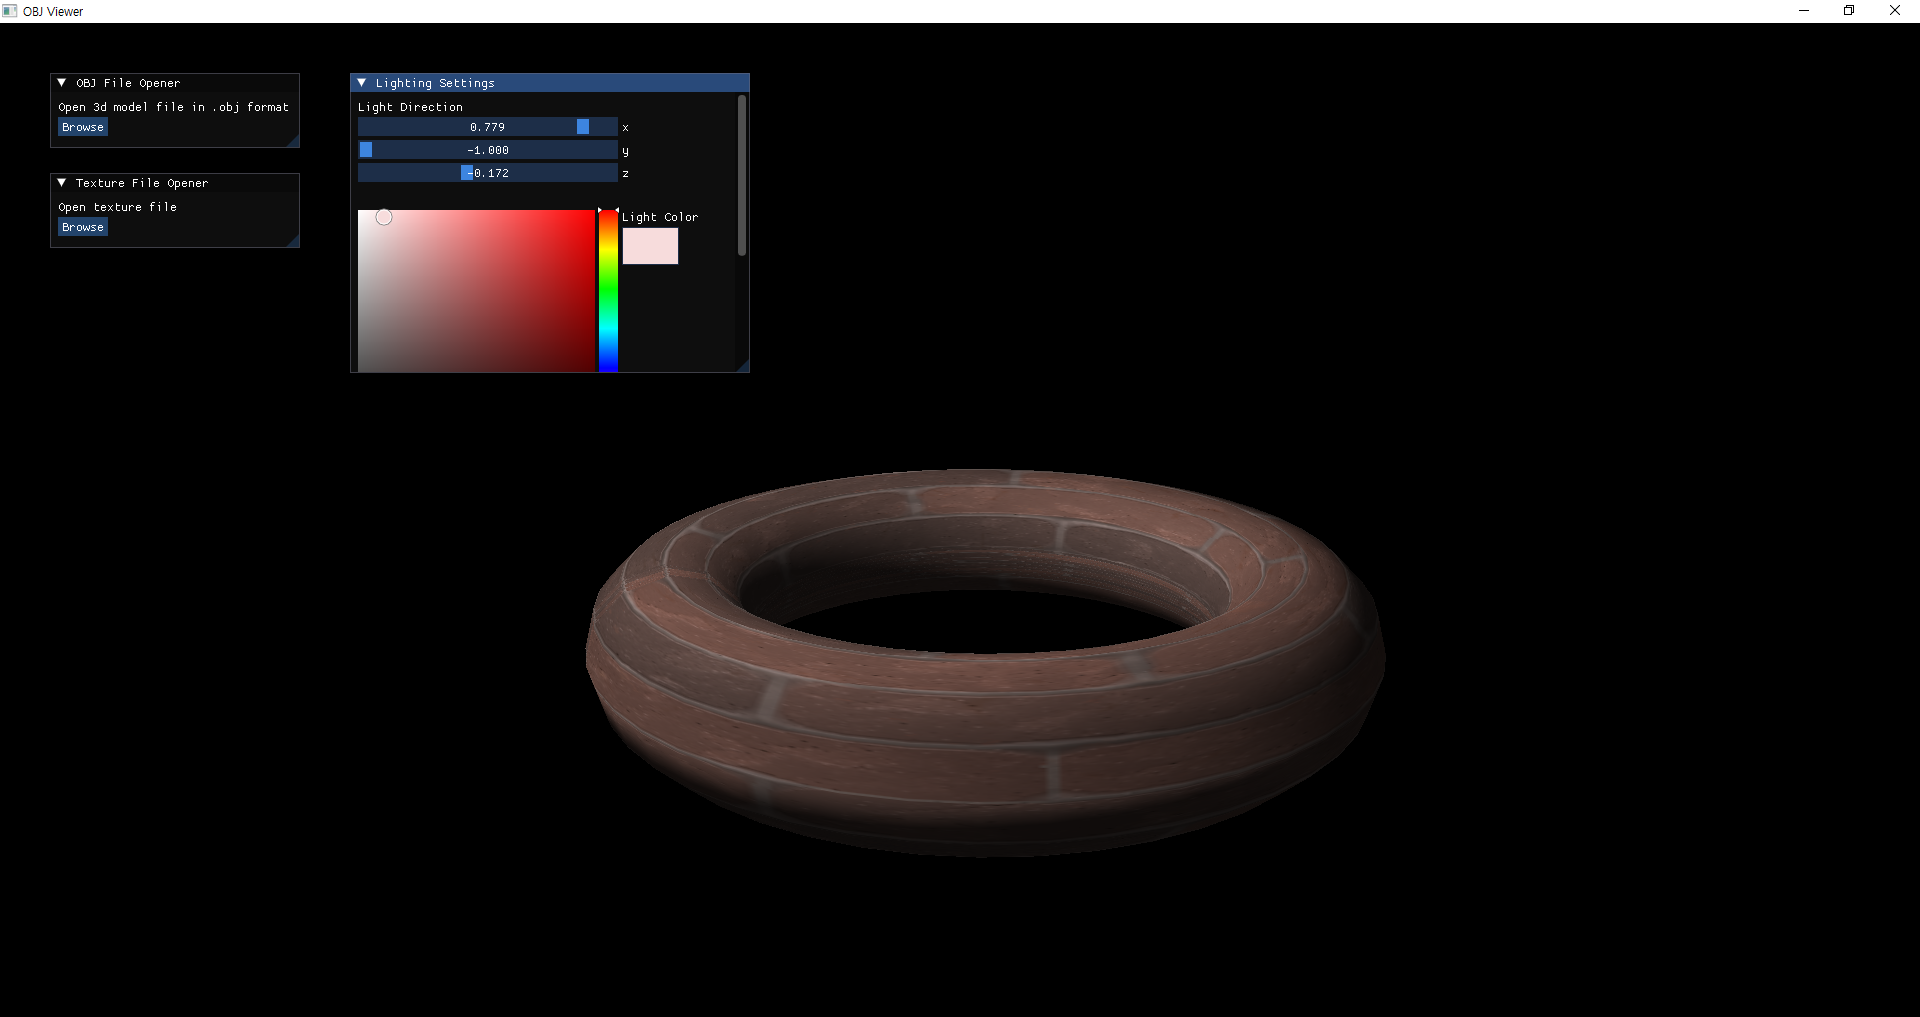 OBJ Viewer
OBJ File Opener
Open 3d model file in .obj format
Browse
Texture File Opener
Open texture file
Browse
Lighting Settings
Light Direction
0.779 x
-1.000 y
-0.172 z
Light Color